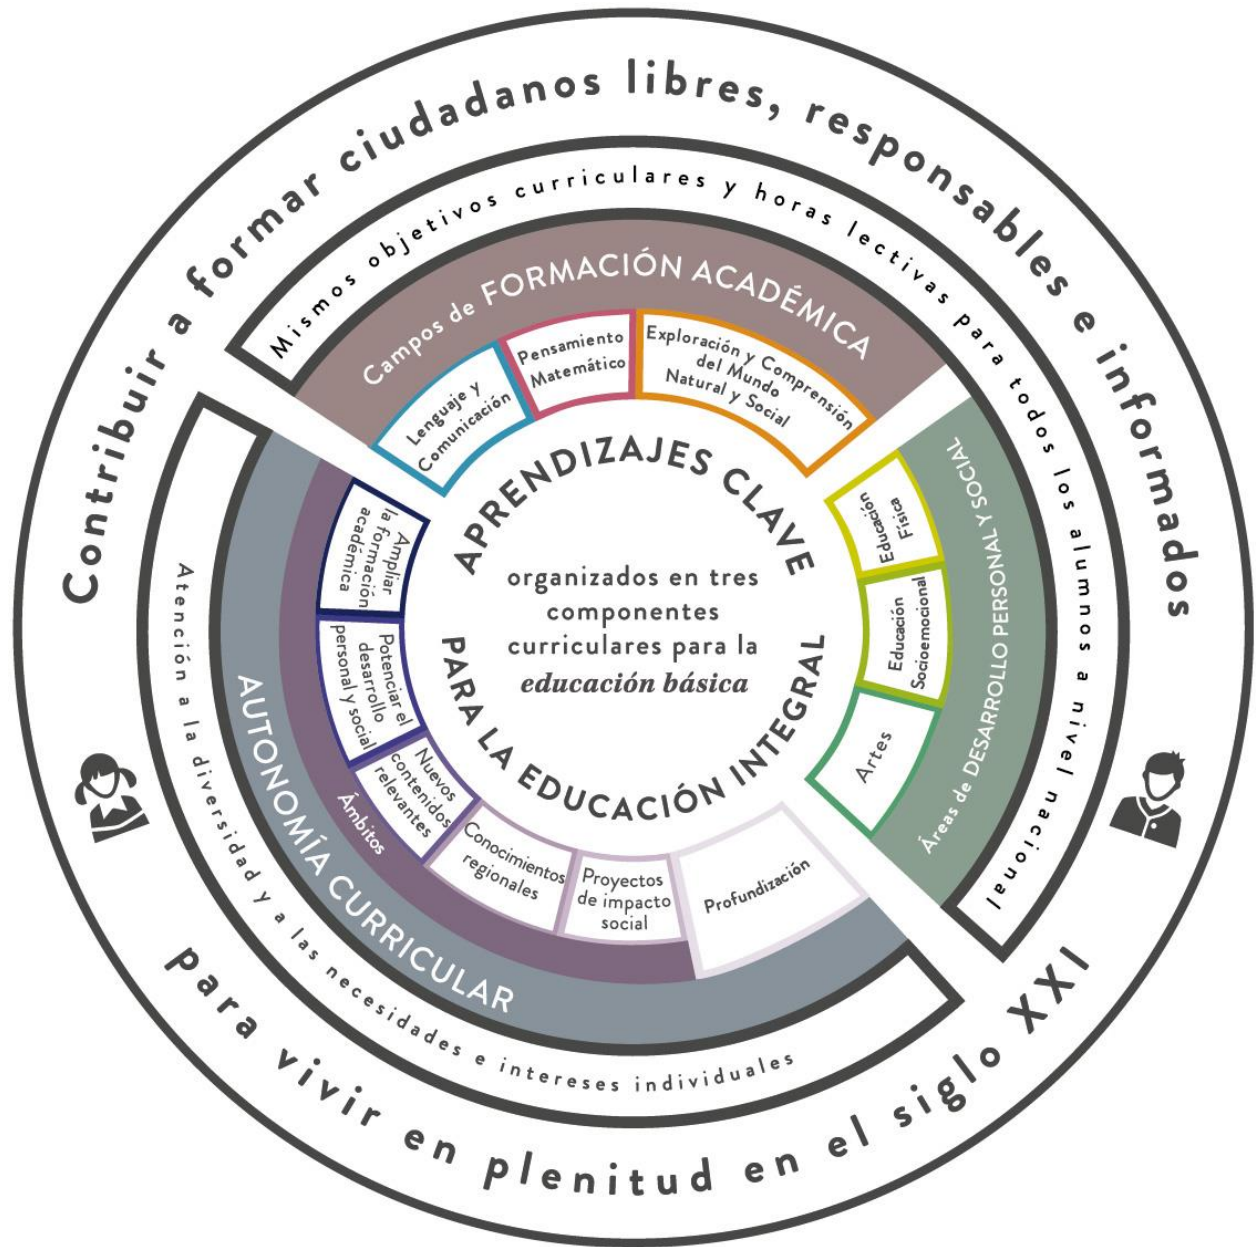 Contribuir a formar ciudadanos libres, responsables e informados
para vivir en plenitud en el siglo XXI
Mismos objetivos curriculares y horas lectivas para todos los alumnos a nivel nacional
Campos de FORMACIÓN ACADÉMICA
Lenguaje y
Comunicación
Pensamiento
Matemático
Exploración y Comprensión
del Mundo
Natural y Social
Áreas de DESARROLLO PERSONAL Y SOCIAL
Educación
Física
Educación
Socioemocional
Artes
Atención a la diversidad y a las necesidades e intereses individuales
AUTONOMÍA CURRICULAR
Ámbitos
Ampliar
la formación
académica
Potenciar el
desarrollo
personal y social
Nuevos
contenidos
relevantes
Conocimientos
regionales
Proyectos
de impacto
social
Profundización
APRENDIZAJES CLAVE
organizados en tres
componentes
curriculares para la
educación básica
PARA LA EDUCACIÓN INTEGRAL